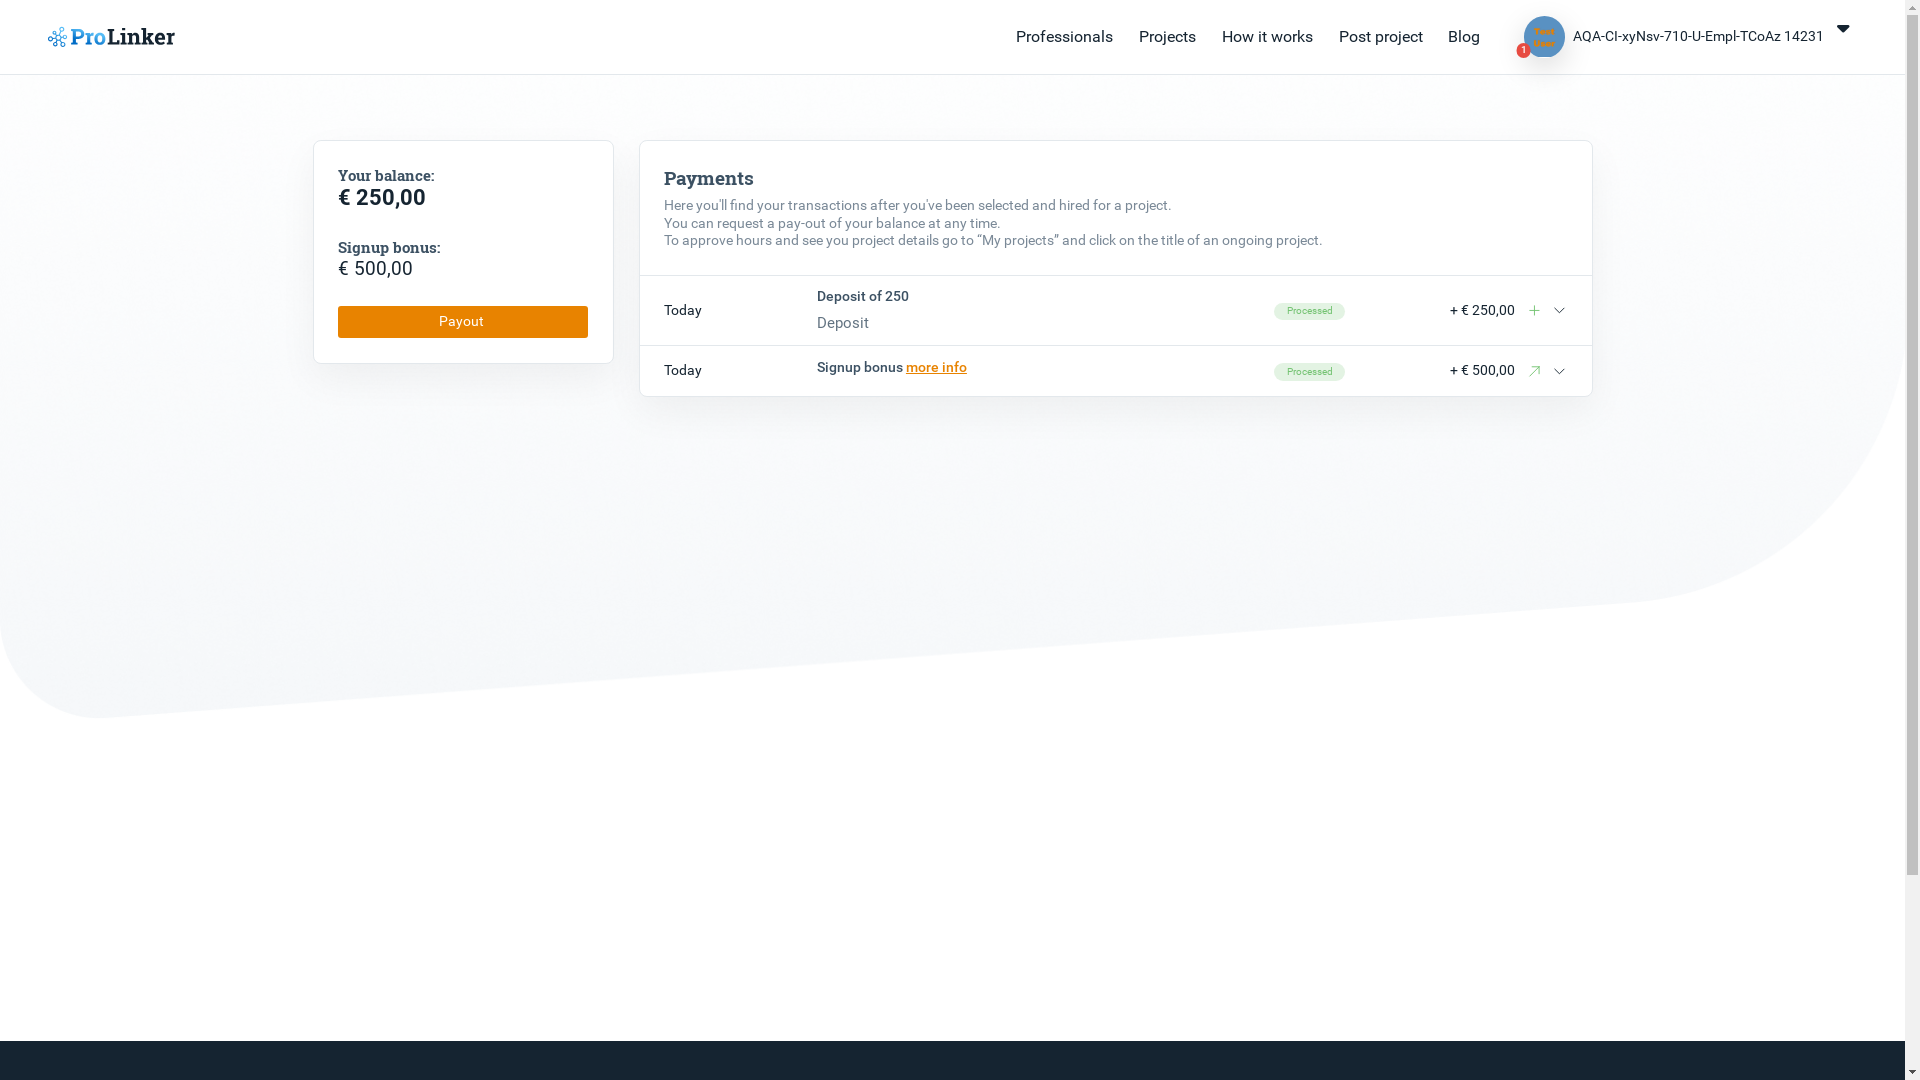 ProLinker
Professionals
Projects
How it works
Post project
Blog
1
AQA-CI-xyNsv-710-U-Empl-TCoAz 14231
Your balance:
€ 250,00
Signup bonus:
€ 500,00
Payout
Payments
Here you'll find your transactions after you've been selected and hired for a project.
You can request a pay-out of your balance at any time.
To approve hours and see you project details go to “My projects” and click on the title of an ongoing project.
Today
Deposit of 250
Deposit
Processed
+ € 250,00
Today
Signup bonus more info
Processed
+ € 500,00